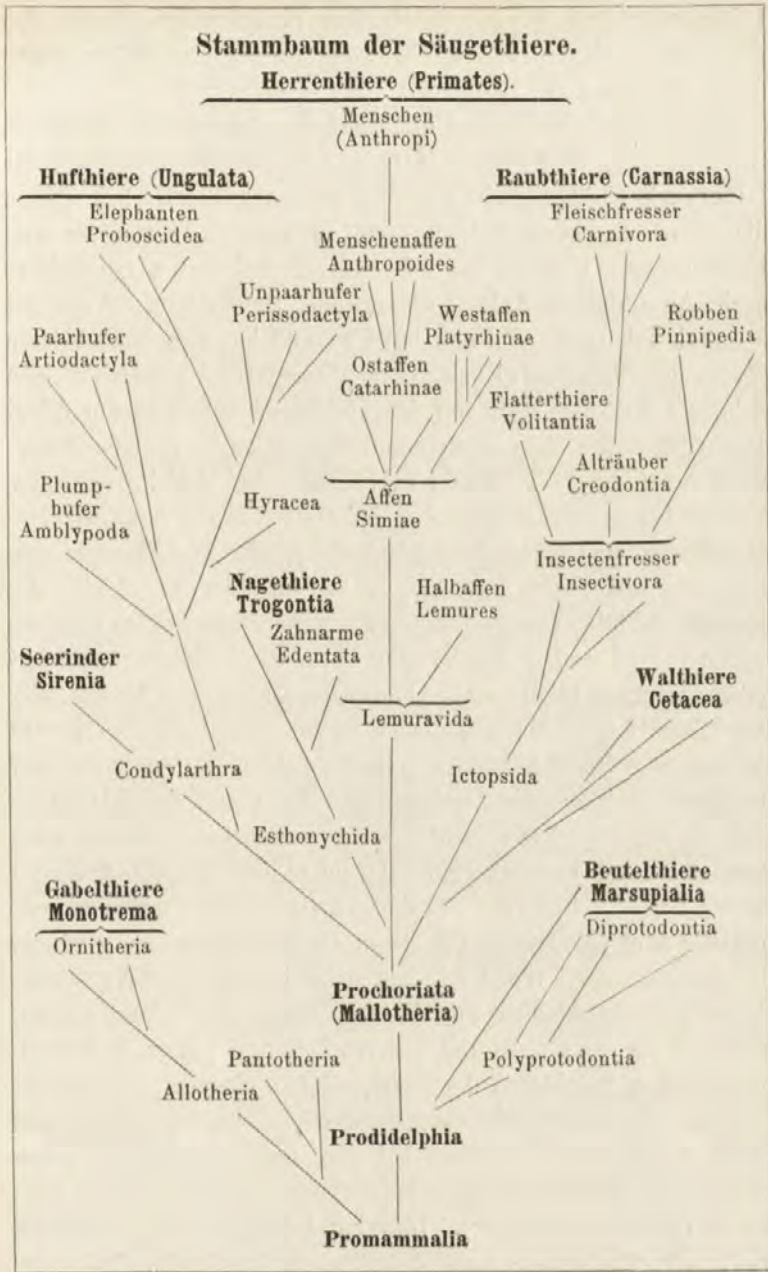 Stammbaum der Säugethiere.
Herrenthiere (Primates).
Menschen
(Anthropi)
Hufthiere (Ungulata)
Raubthiere (Carnassia)
Elephanten
Proboscidea
Fleischfresser
Carnivora
Menschenaffen
Anthropoides
Unpaarhufer
Perissodactyla
Westaffen
Platyrhinae
Robben
Pinnipedia
Paarhufer
Artiodactyla
Ostaffen
Catarhinae
Flatterthiere
Volitantia
Alträuber
Creodontia
Plump-
hufer
Amblypoda
Hyracea
Affen
Simiae
Insectenfresser
Insectivora
Nagethiere
Trogontia
Halbaffen
Lemures
Zahnarme
Edentata
Seerinder
Sirenia
Walthiere
Cetacea
Lemuravida
Condylarthra
Ictopsida
Esthonychida
Beutelthiere
Marsupialia
Gabelthiere
Monotrema
Diprotodontia
Ornitheria
Prochoriata
(Mallotheria)
Pantotheria
Polyprotodontia
Allotheria
Prodidelphia
Promammalia